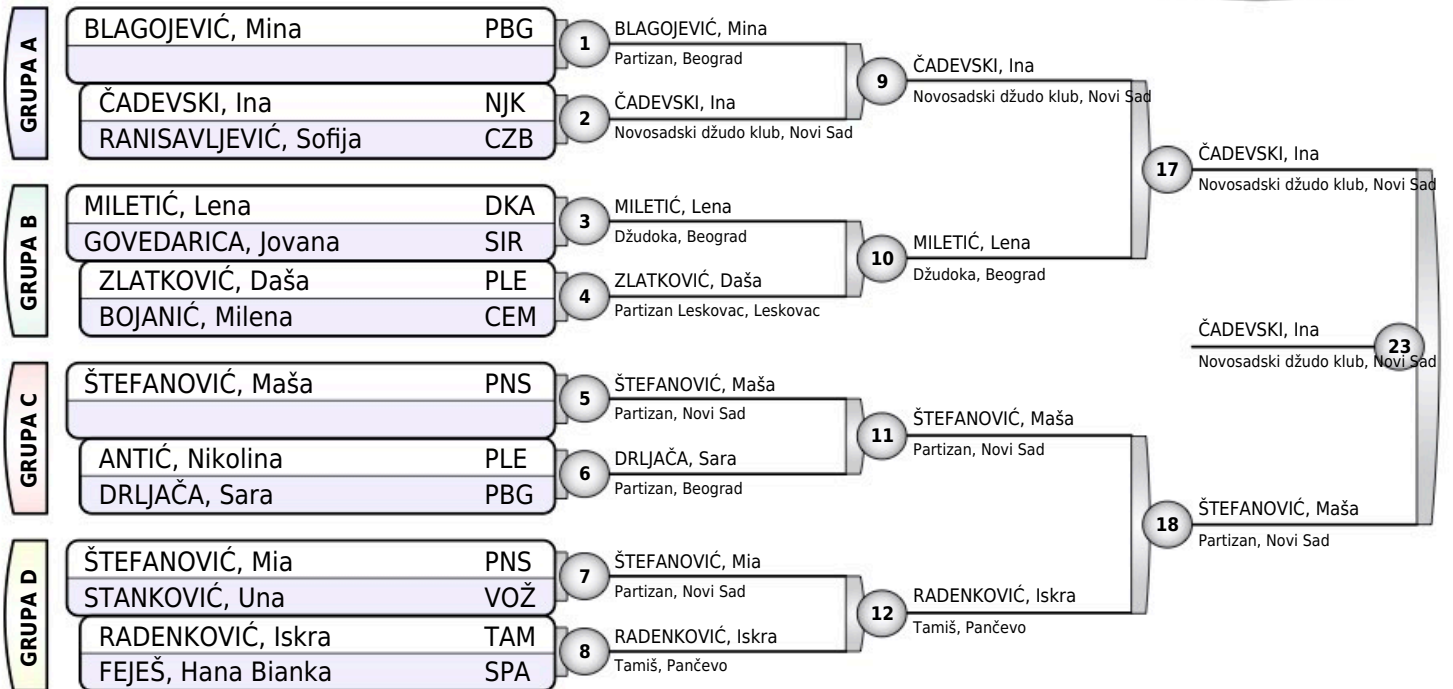 GRUPA A
BLAGOJEVIĆ, Mina PBG
ČADEVSKI, Ina NJK
RANISAVLJEVIĆ, Sofija CZB
GRUPA B
MILETIĆ, Lena DKA
GOVEDARICA, Jovana SIR
ZLATKOVIĆ, Daša PLE
BOJANIĆ, Milena CEM
GRUPA C
ŠTEFANOVIĆ, Maša PNS
ANTIĆ, Nikolina PLE
DRLJAČA, Sara PBG
GRUPA D
ŠTEFANOVIĆ, Mia PNS
STANKOVIĆ, Una VOŽ
RADENKOVIĆ, Iskra TAM
FEJEŠ, Hana Bianka SPA
1
BLAGOJEVIĆ, Mina
Partizan, Beograd
2
ČADEVSKI, Ina
Novosadski džudo klub, Novi Sad
3
MILETIĆ, Lena
Džudoka, Beograd
4
ZLATKOVIĆ, Daša
Partizan Leskovac, Leskovac
5
ŠTEFANOVIĆ, Maša
Partizan, Novi Sad
6
DRLJAČA, Sara
Partizan, Beograd
7
ŠTEFANOVIĆ, Mia
Partizan, Novi Sad
8
RADENKOVIĆ, Iskra
Tamiš, Pančevo
9
ČADEVSKI, Ina
Novosadski džudo klub, Novi Sad
10
MILETIĆ, Lena
Džudoka, Beograd
11
ŠTEFANOVIĆ, Maša
Partizan, Novi Sad
12
RADENKOVIĆ, Iskra
Tamiš, Pančevo
17
ČADEVSKI, Ina
Novosadski džudo klub, Novi Sad
18
ŠTEFANOVIĆ, Maša
Partizan, Novi Sad
ČADEVSKI, Ina
23
Novosadski džudo klub, Novi Sad